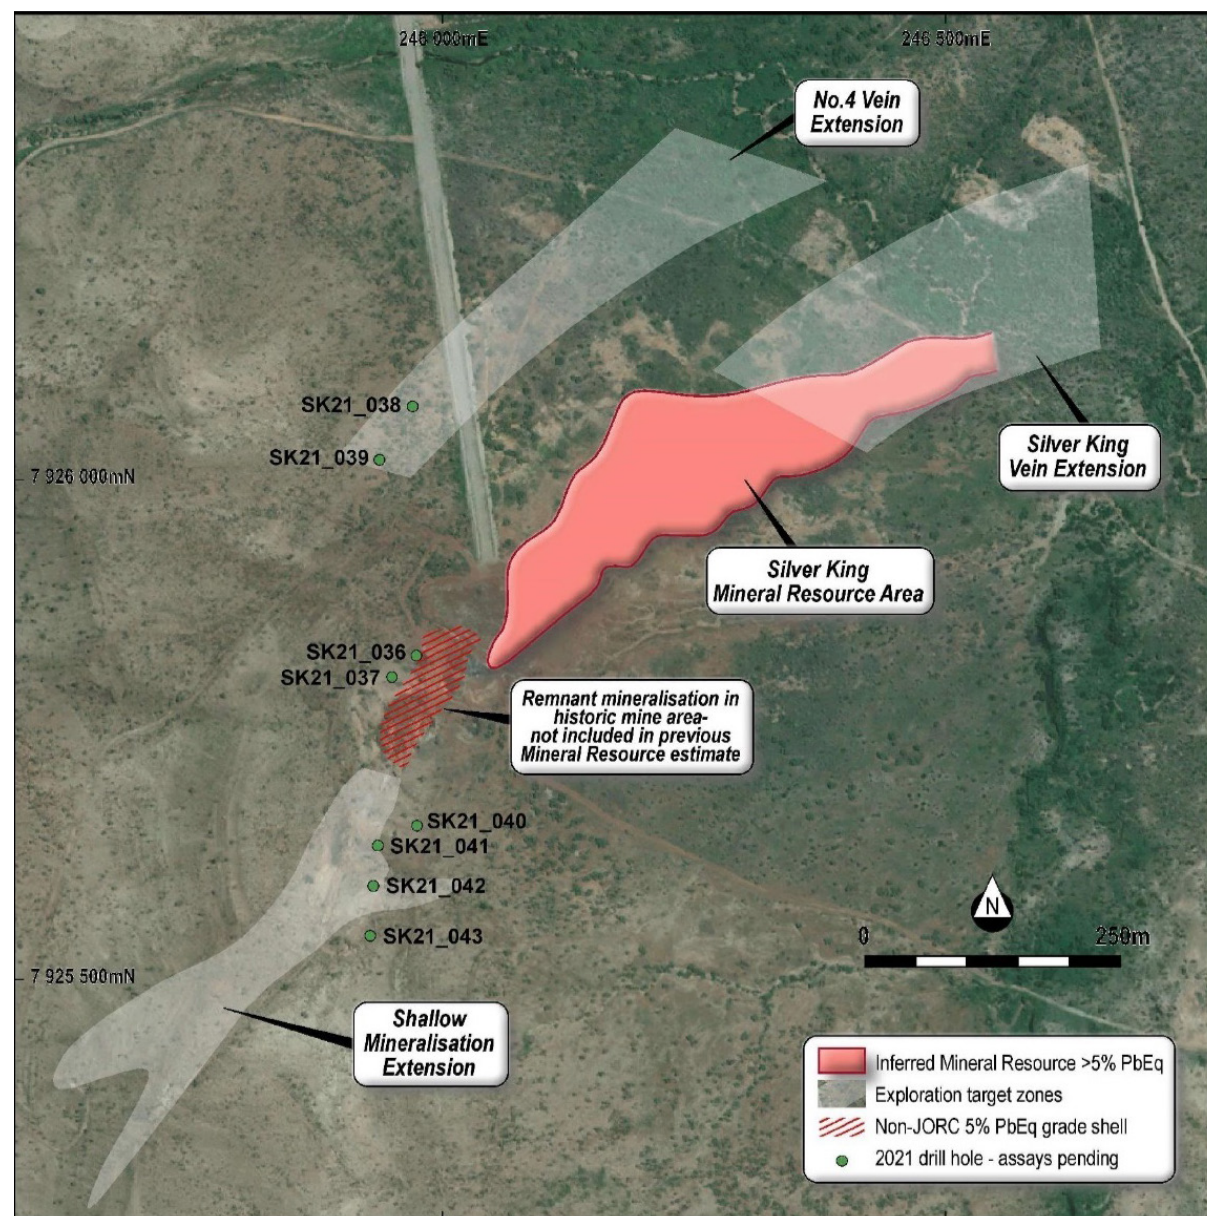 246 000mE
246 500mE
No.4 Vein
Extension
SK21_038
SK21_039
7 926 000mN
Silver King
Vein Extension
Silver King
Mineral Resource Area
SK21_036
SK21_037
Remnant mineralisation in
historic mine area-
not included in previous
Mineral Resource estimate
SK21_040
SK21_041
SK21_042
SK21_043
N
0
250m
7 925 500mN
Shallow
Mineralisation
Extension
Inferred Mineral Resource >5% PbEq
Exploration target zones
Non-JORC 5% PbEq grade shell
2021 drill hole - assays pending